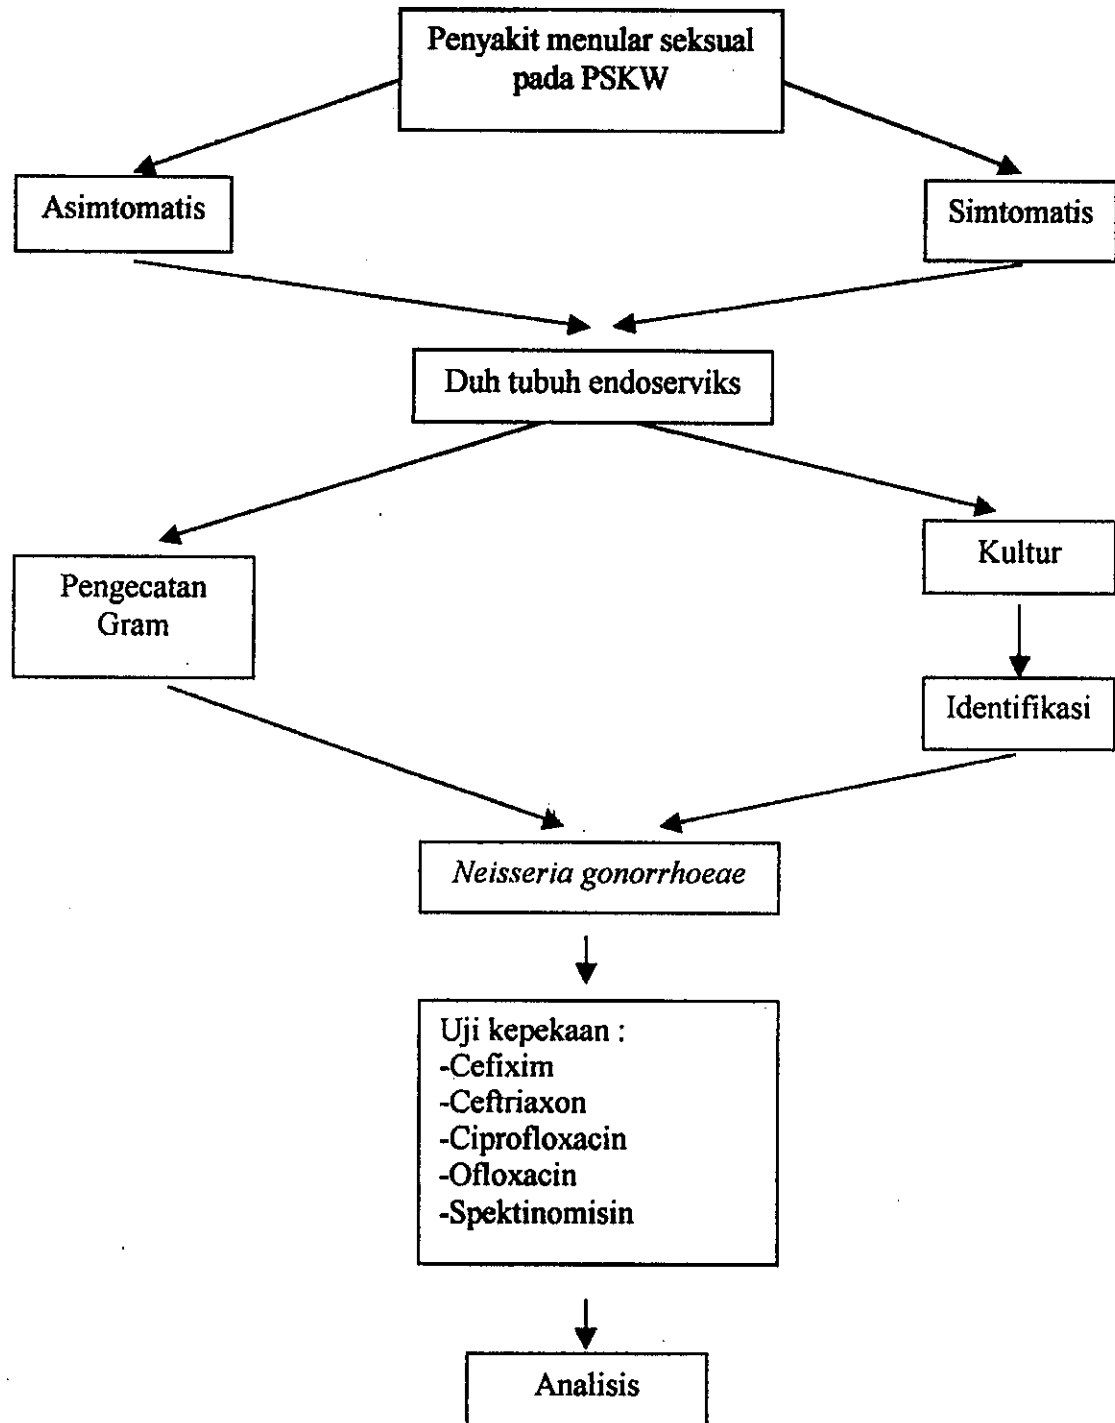 Penyakit menular seksual
pada PSKW
Asimtomatis
Simtomatis
Duh tubuh endoserviks
Pengecatan
Gram
Kultur
Identifikasi
Neisseria gonorrhoeae
Uji kepekaan :
-Cefixim
-Ceftriaxon
-Ciprofloxacin
-Ofloxacin
-Spektinomisin
Analisis